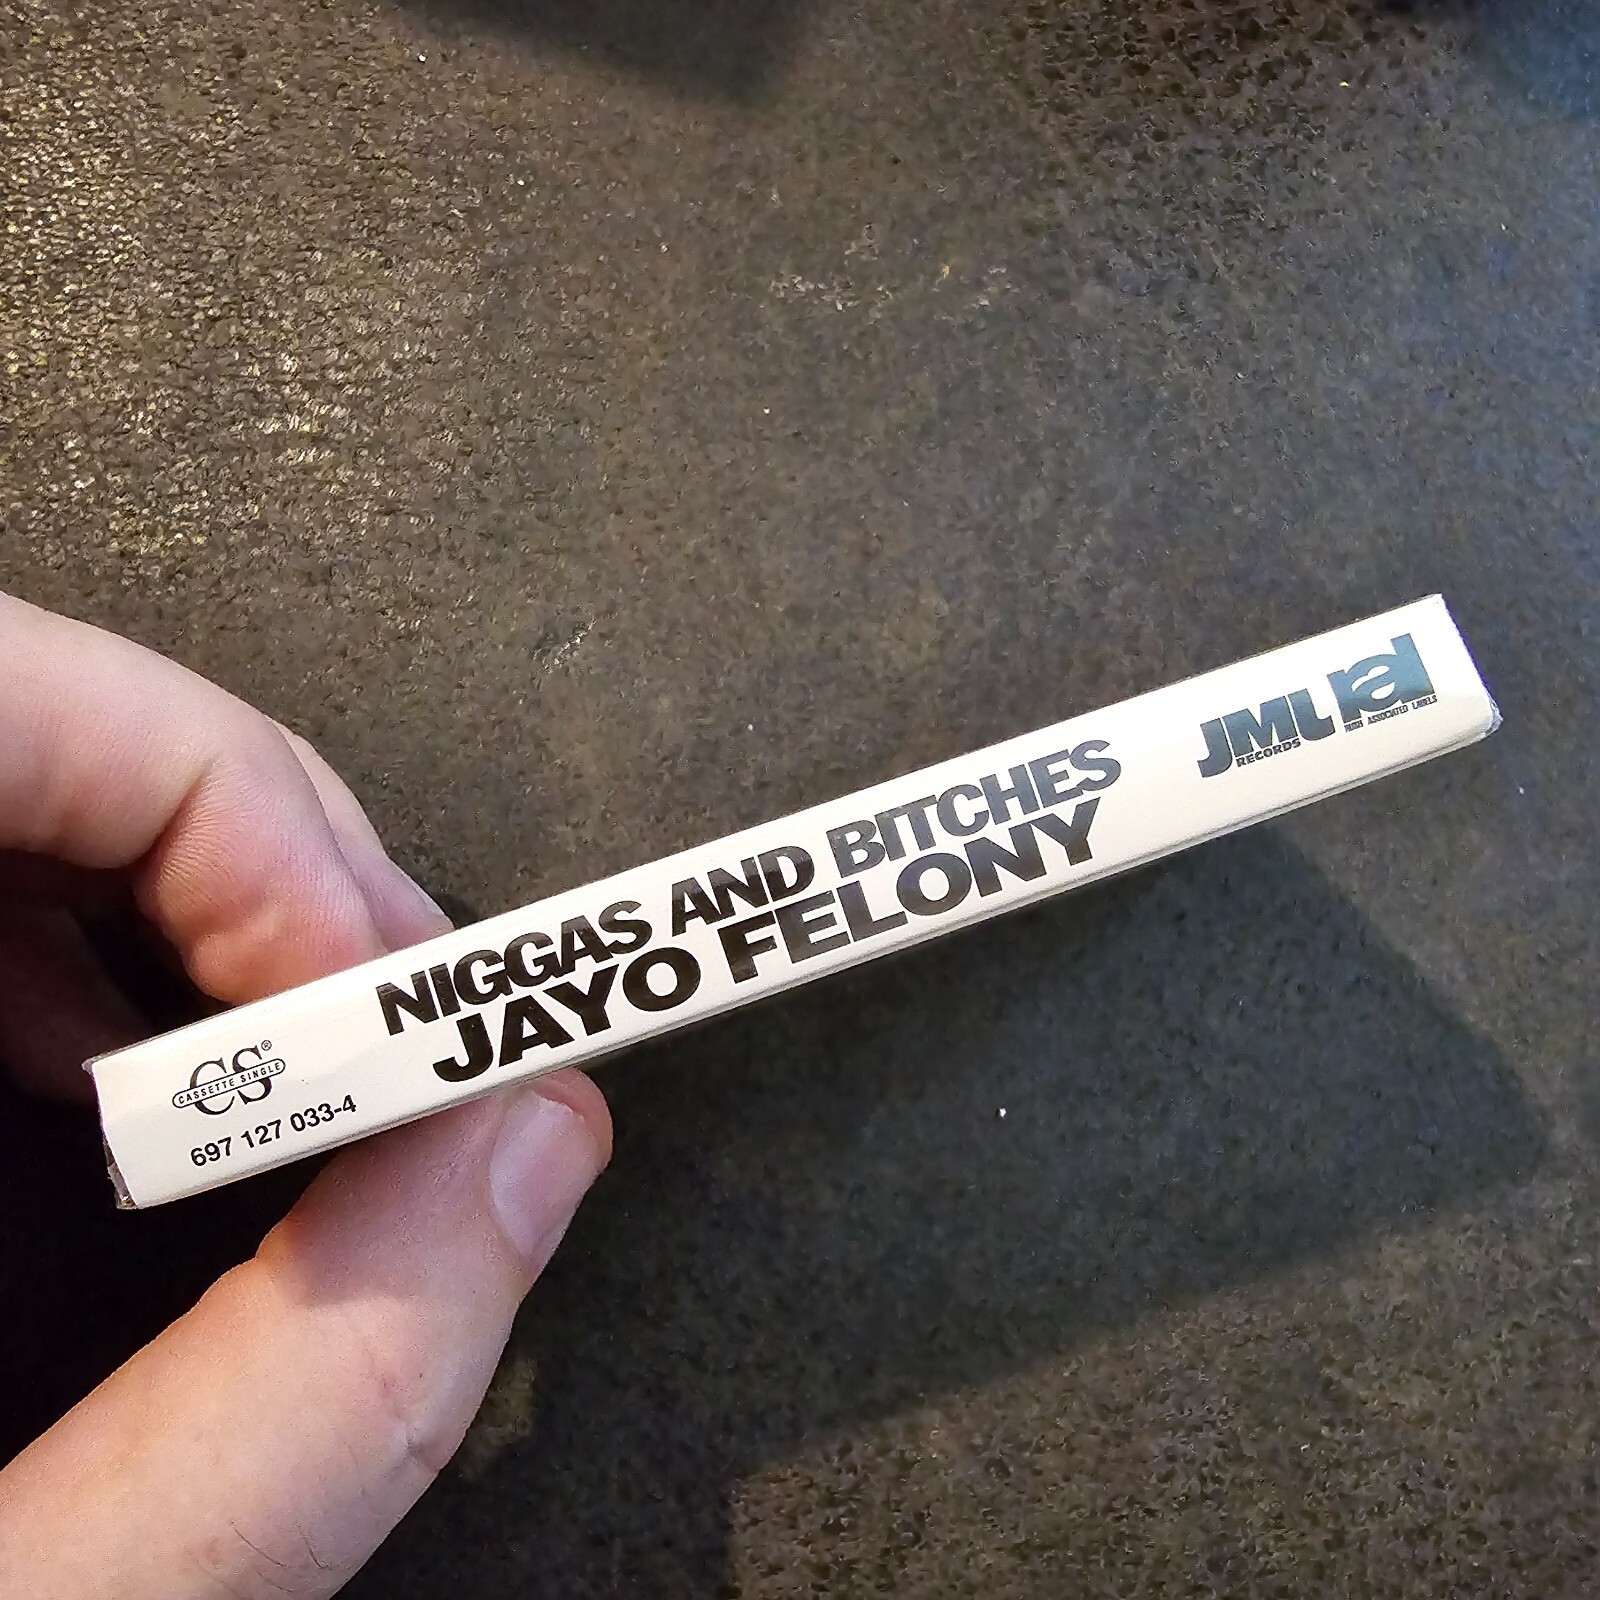 CS®
CASSETTE SINGLE
697 127 033-4
NIGGAS AND BITCHES
JAYO FELONY
JMJ
RECORDS
ral
RUSH ASSOCIATED LABELS